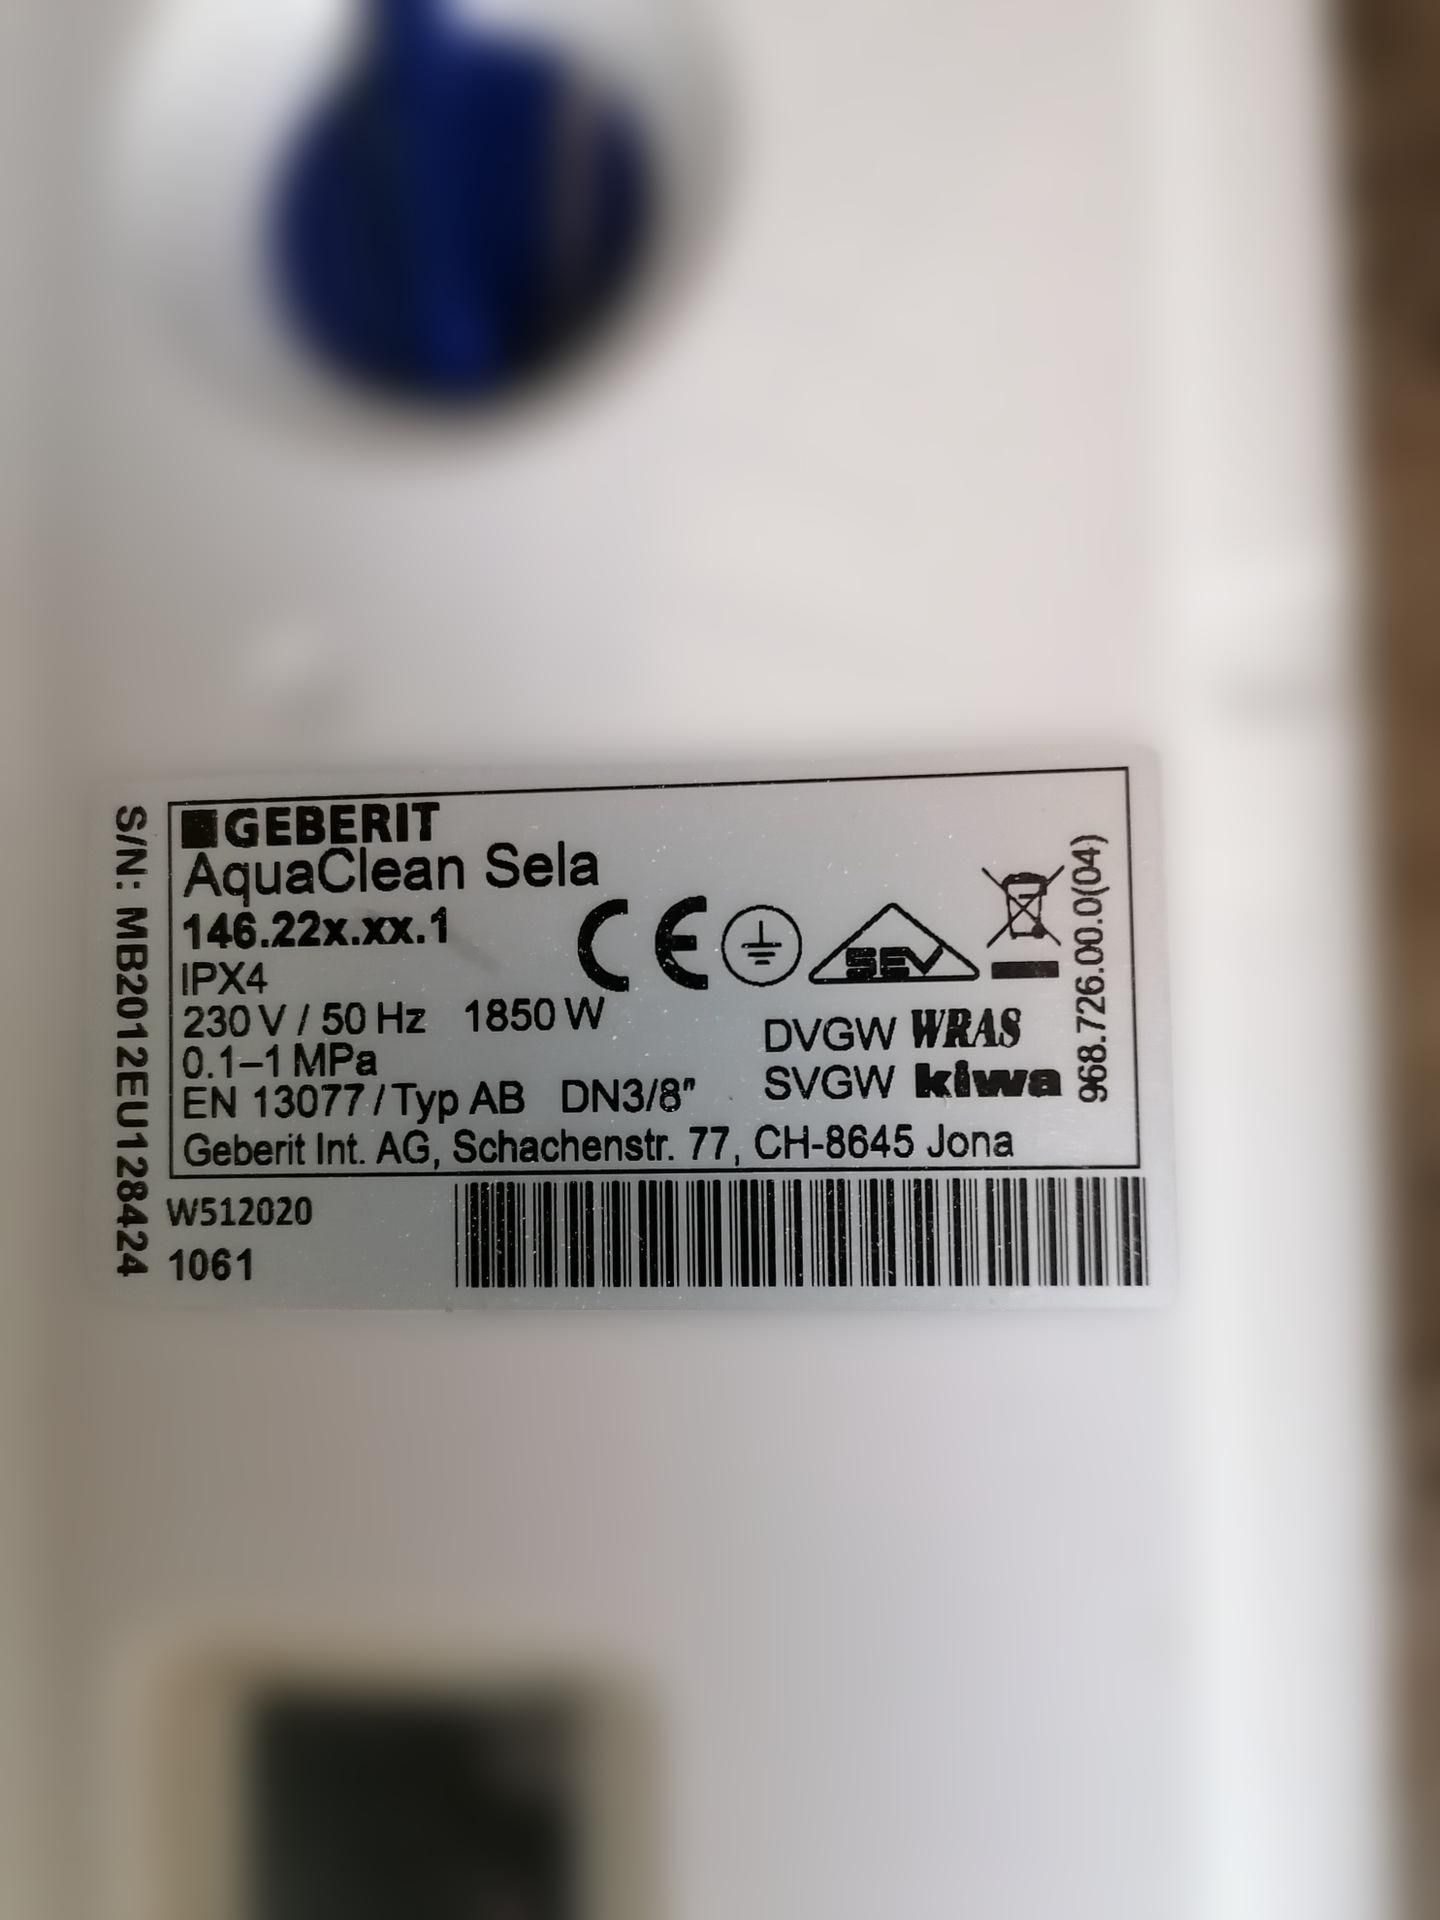 GEBERIT
AquaClean Sela
146.22x.xx.1
IPX4
230 V / 50 Hz 1850 W
0.1–1 MPa
EN 13077 / Typ AB DN3/8"
Geberit Int. AG, Schachenstr. 77, CH-8645 Jona
CE
SEV
DVGW WRAS
SVGW kiwa
968.726.00.0(04)
S/N: MB2012EU128424
W512020
1061